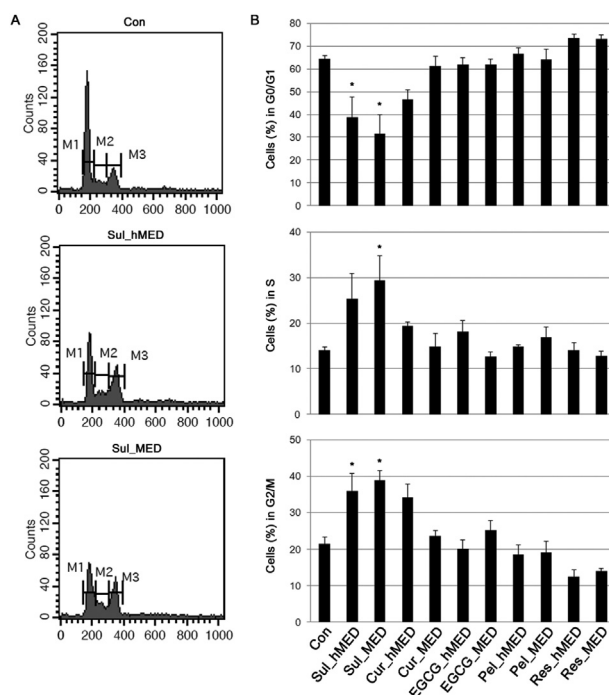 A
Con
200
160
120
80
40
0
Counts
M1
M2
M3
0 200 400 600 800 1000
Sul_hMED
200
160
120
80
40
0
Counts
M1
M2
M3
0 200 400 600 800 1000
Sul_MED
200
160
120
80
40
0
Counts
M1
M2
M3
0 200 400 600 800 1000
B
80
70
60
50
40
30
20
10
0
Cells (%) in G0/G1
*
*
40
30
20
10
0
Cells (%) in S
*
50
40
30
20
10
0
Cells (%) in G2/M
*
*
Con
Sul_hMED
Sul_MED
Cur_hMED
Cur_MED
EGCG_hMED
EGCG_MED
Pel_hMED
Pel_MED
Res_hMED
Res_MED